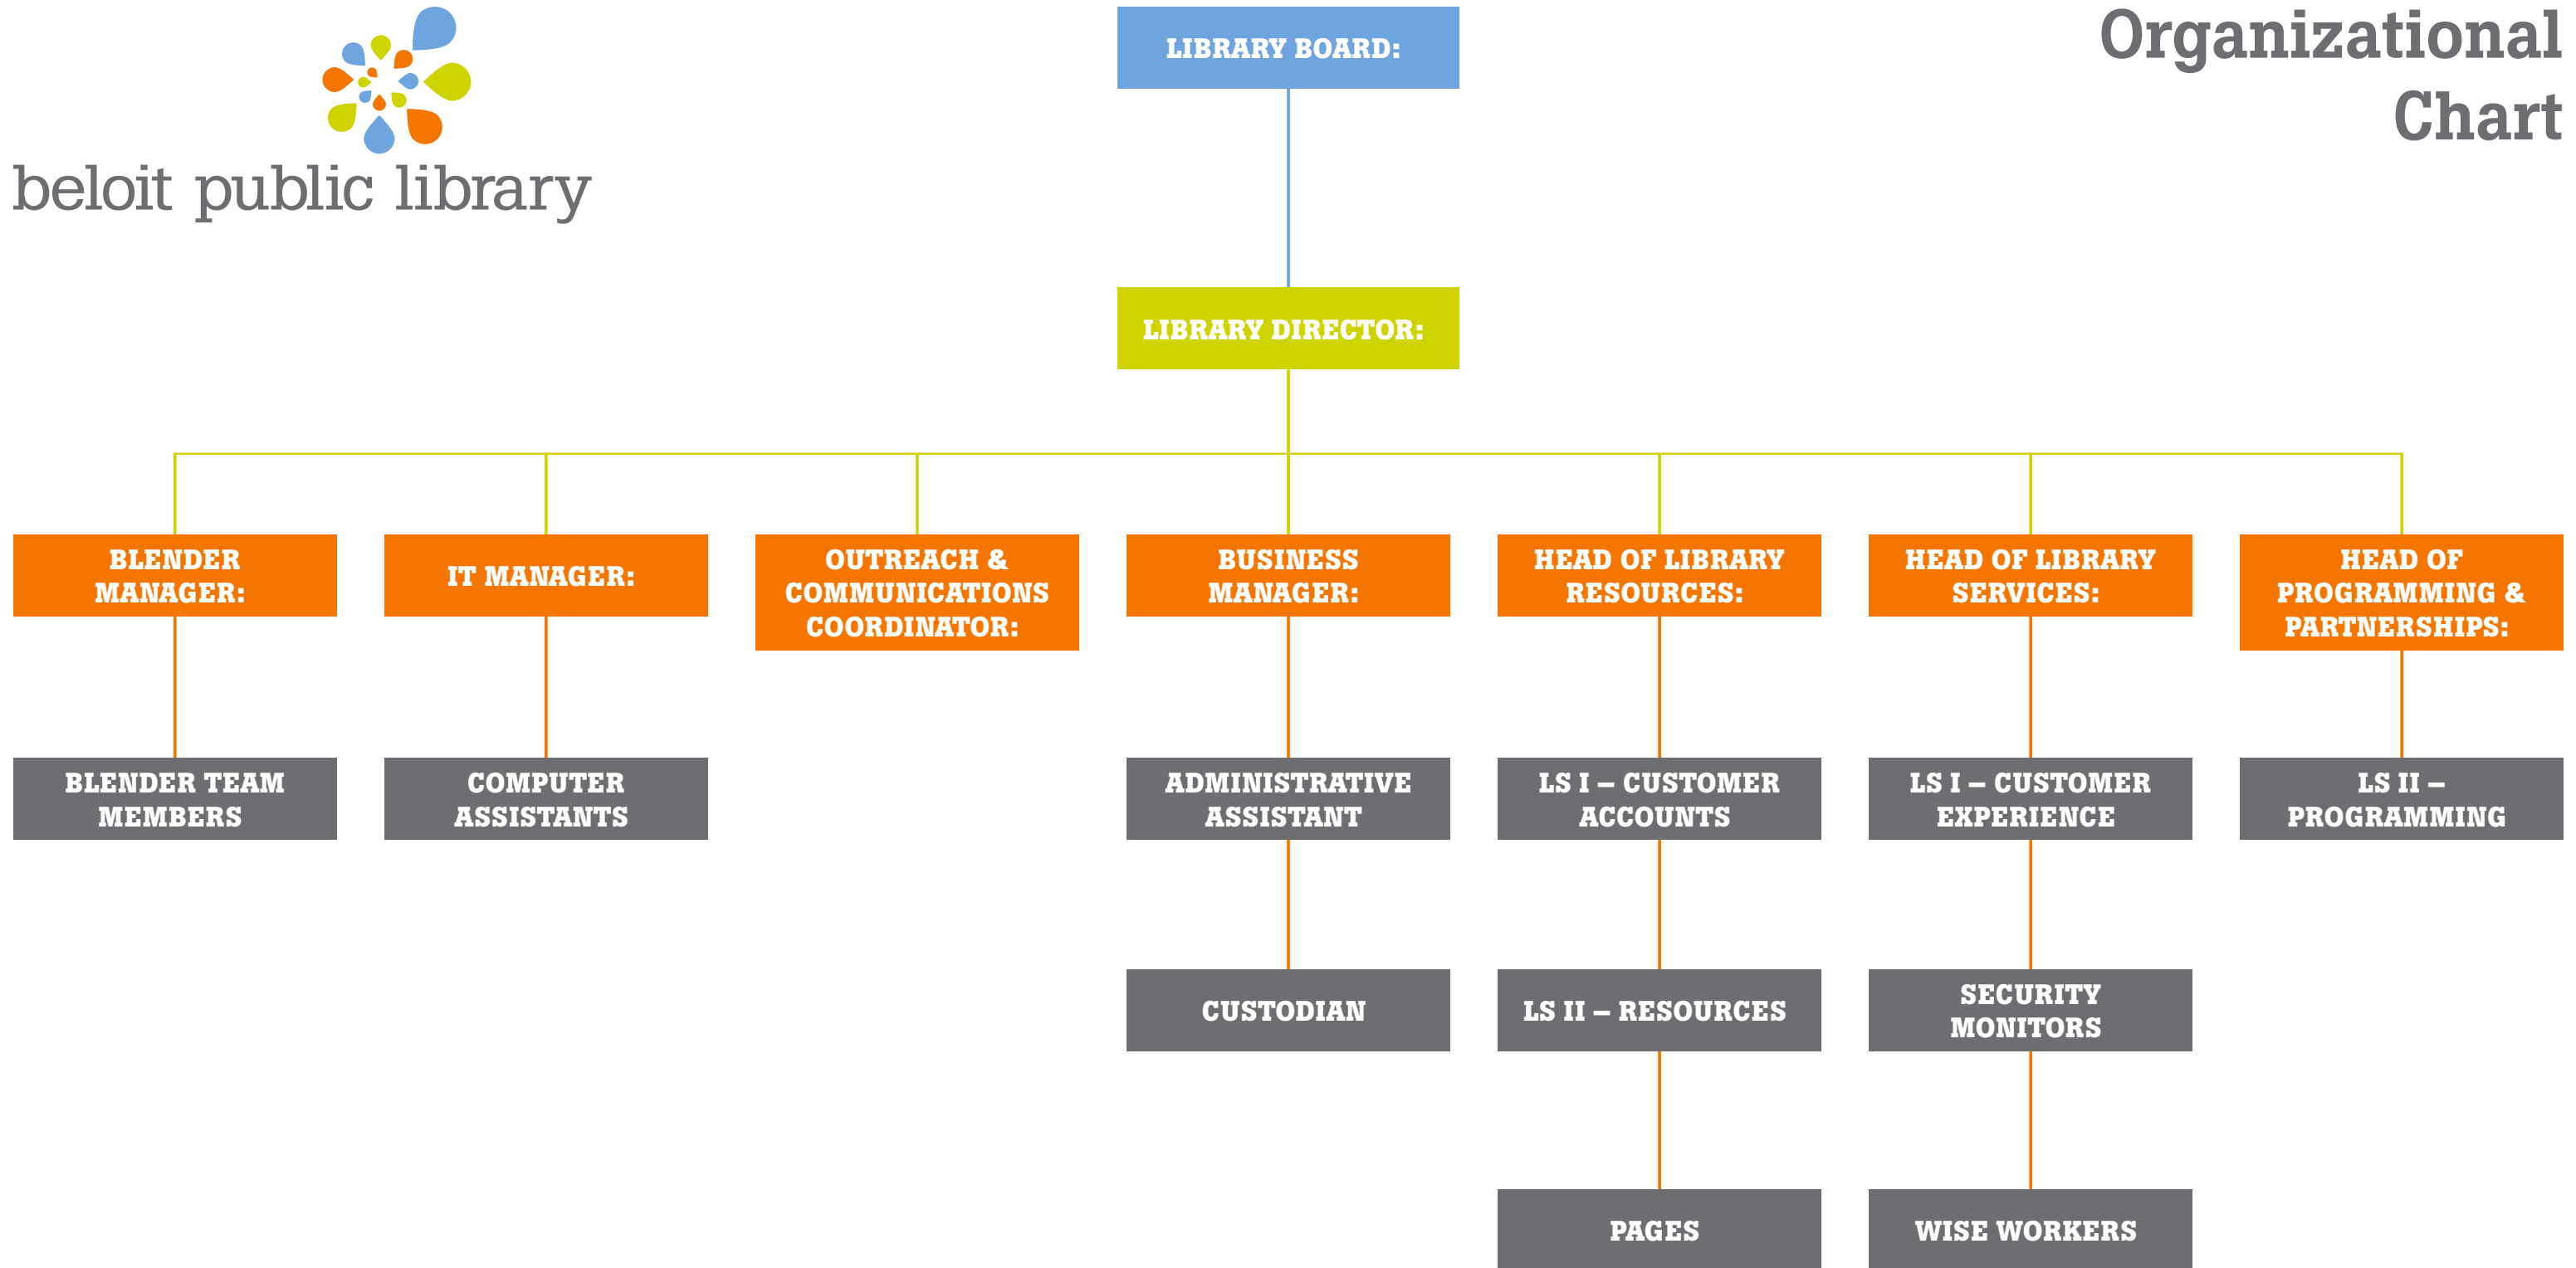 beloit public library
Organizational
Chart
LIBRARY BOARD:
LIBRARY DIRECTOR:
BLENDER
MANAGER:
IT MANAGER:
OUTREACH &
COMMUNICATIONS
COORDINATOR:
BUSINESS
MANAGER:
HEAD OF LIBRARY
RESOURCES:
HEAD OF LIBRARY
SERVICES:
HEAD OF
PROGRAMMING &
PARTNERSHIPS:
BLENDER TEAM
MEMBERS
COMPUTER
ASSISTANTS
ADMINISTRATIVE
ASSISTANT
LS I – CUSTOMER
ACCOUNTS
LS I – CUSTOMER
EXPERIENCE
LS II –
PROGRAMMING
CUSTODIAN
LS II – RESOURCES
SECURITY
MONITORS
PAGES
WISE WORKERS